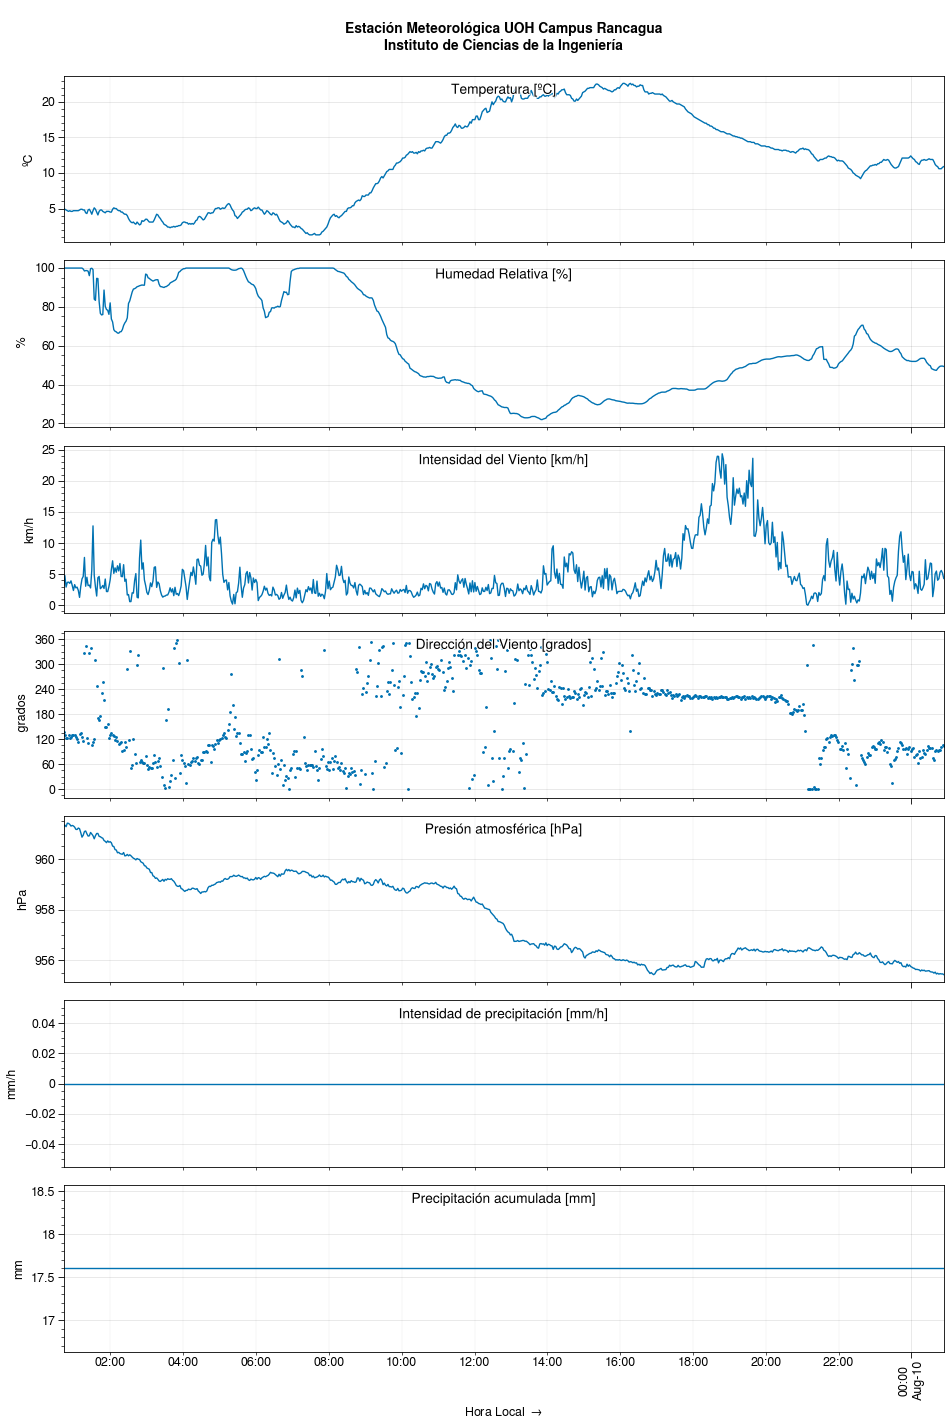 Estación Meteorológica UOH Campus Rancagua
Instituto de Ciencias de la Ingeniería
Temperatura [ºC]
ºC
20
15
10
5
Humedad Relativa [%]
%
100
80
60
40
20
Intensidad del Viento [km/h]
km/h
25
20
15
10
5
0
Dirección del Viento [grados]
grados
360
300
240
180
120
60
0
Presión atmosférica [hPa]
hPa
960
958
956
Intensidad de precipitación [mm/h]
mm/h
0.04
0.02
0
−0.02
−0.04
Precipitación acumulada [mm]
mm
18.5
18
17.5
17
02:00 04:00 06:00 08:00 10:00 12:00 14:00 16:00 18:00 20:00 22:00
00:00
Aug-10
Hora Local →